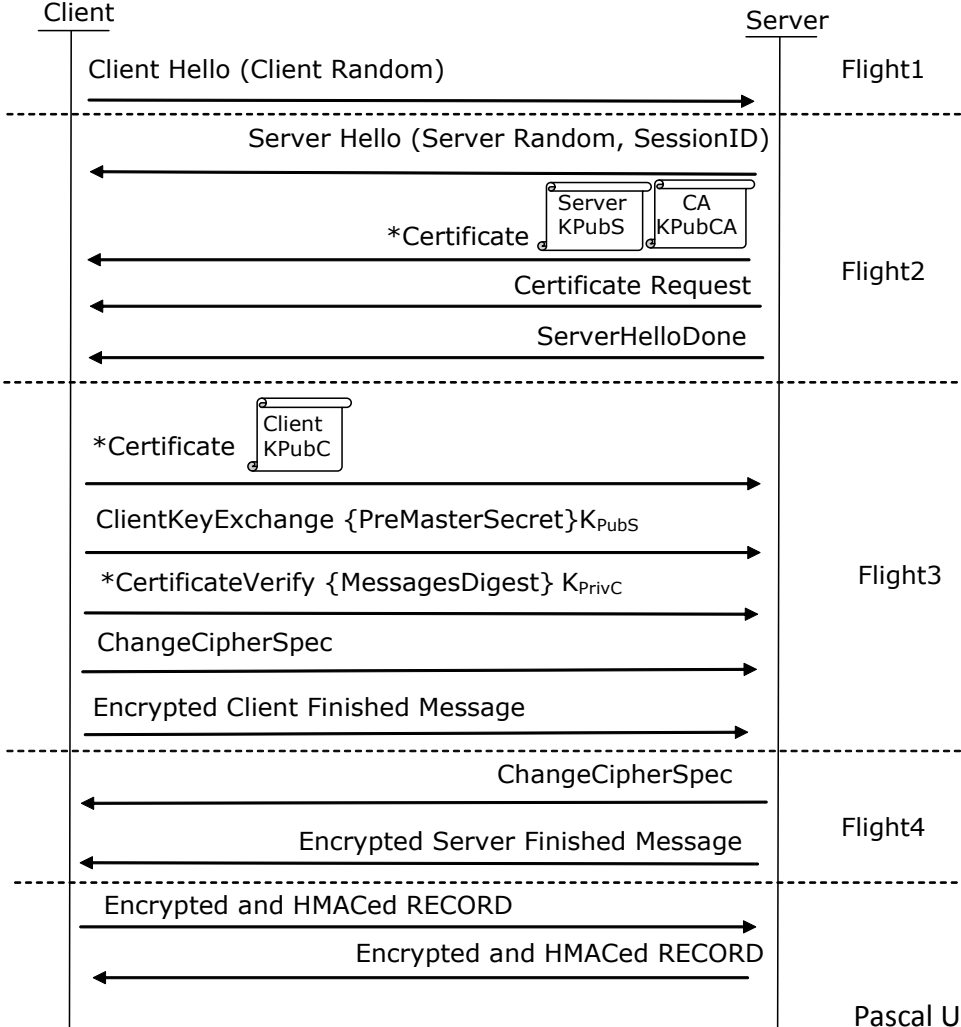 Client
Server
Client Hello (Client Random)
Flight1
Server Hello (Server Random, SessionID)
Server
KPubS
CA
KPubCA
*Certificate
Flight2
Certificate Request
ServerHelloDone
*Certificate
Client
KPubC
ClientKeyExchange {PreMasterSecret}KPubS
*CertificateVerify {MessagesDigest} KPrivC
Flight3
ChangeCipherSpec
Encrypted Client Finished Message
ChangeCipherSpec
Flight4
Encrypted Server Finished Message
Encrypted and HMACed RECORD
Encrypted and HMACed RECORD
Pascal U